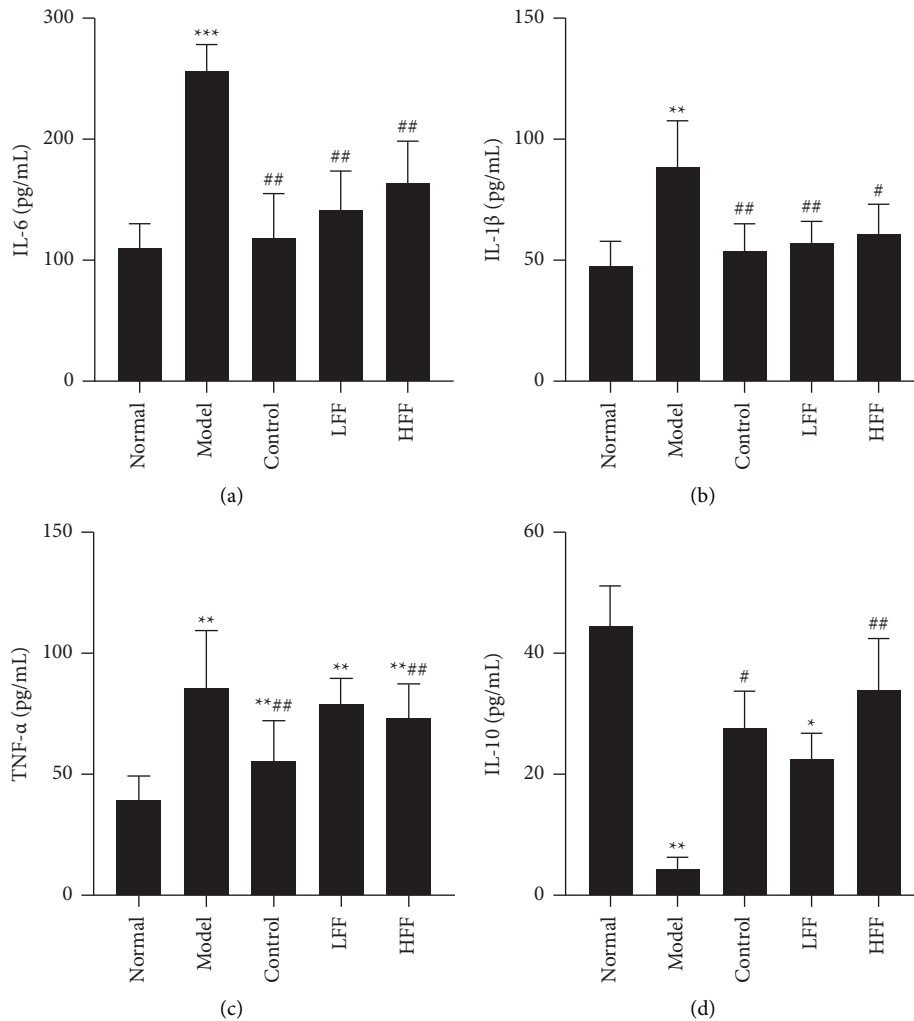 300
200
100
0
IL-6 (pg/mL)
***
##
##
##
Normal
Model
Control
LFF
HFF
(a)
150
100
50
0
IL-1β (pg/mL)
**
##
##
#
Normal
Model
Control
LFF
HFF
(b)
150
100
50
0
TNF-α (pg/mL)
**
**##
**
**##
Normal
Model
Control
LFF
HFF
(c)
60
40
20
0
IL-10 (pg/mL)
**
#
*
##
Normal
Model
Control
LFF
HFF
(d)